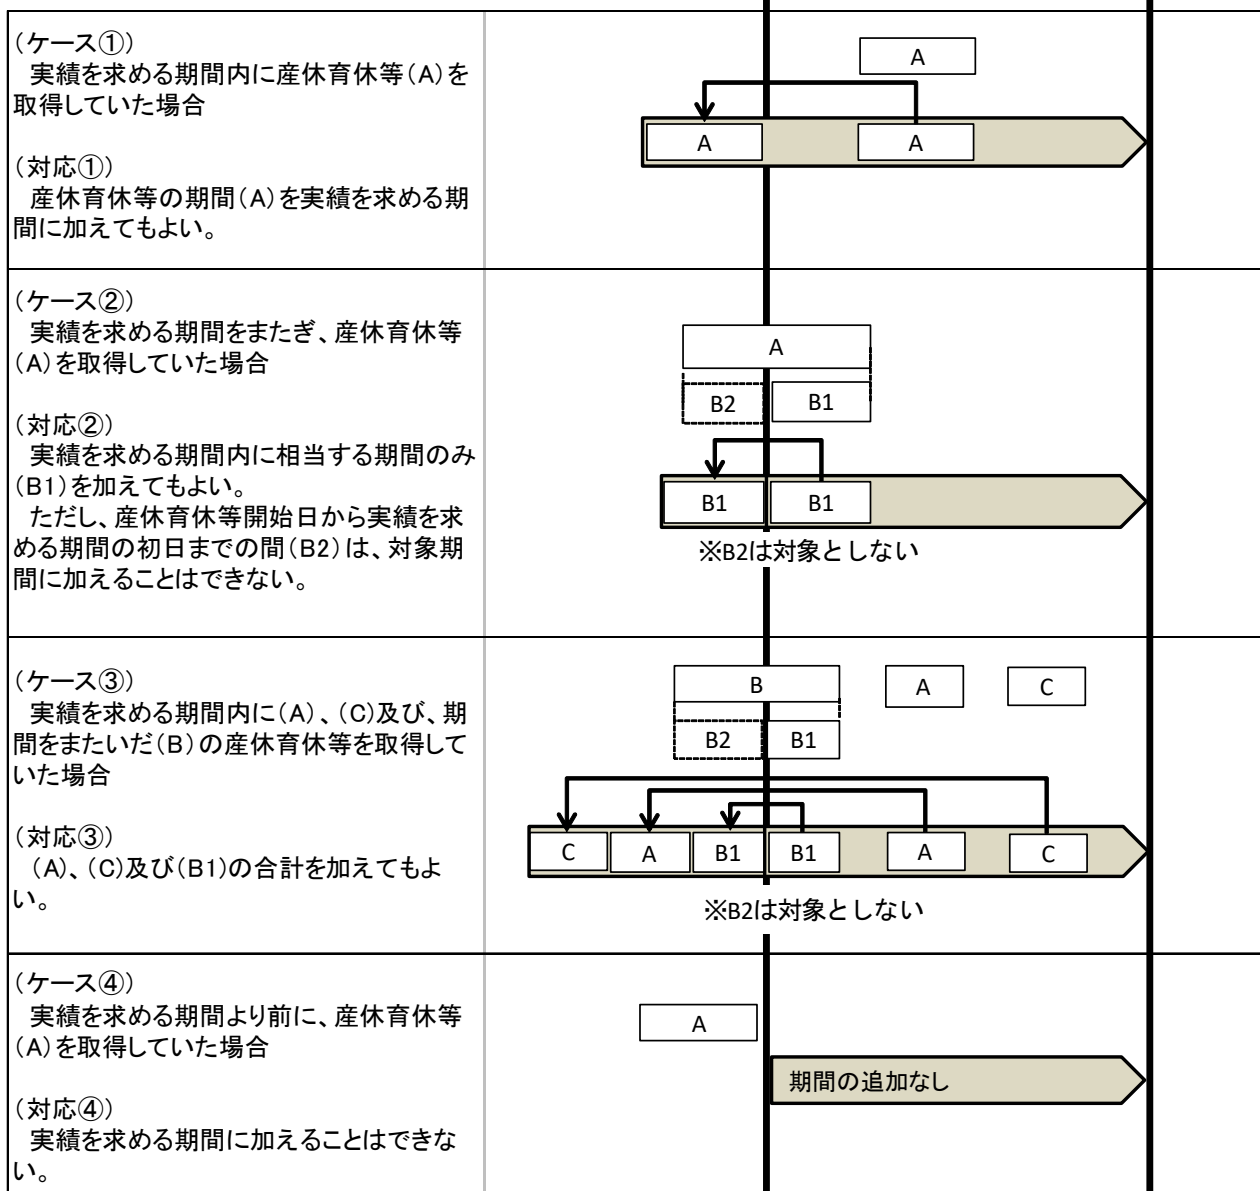 （ケース①）
実績を求める期間内に産休育休等（A）を
取得していた場合
（対応①）
産休育休等の期間（A）を実績を求める期
間に加えてもよい。
A
A
A
（ケース②）
実績を求める期間をまたぎ、産休育休等
（A）を取得していた場合
（対応②）
実績を求める期間内に相当する期間のみ
（B1）を加えてもよい。
ただし、産休育休等開始日から実績を求
める期間の初日までの間（B2）は、対象期
間に加えることはできない。
A
B2
B1
B1
B1
※B2は対象としない
（ケース③）
実績を求める期間内に（A）、（C）及び、期
間をまたいだ（B）の産休育休等を取得して
いた場合
（対応③）
（A）、（C）及び（B1）の合計を加えてもよ
い。
B
A
C
B2
B1
C
A
B1
B1
A
C
※B2は対象としない
（ケース④）
実績を求める期間より前に、産休育休等
（A）を取得していた場合
（対応④）
実績を求める期間に加えることはできな
い。
A
期間の追加なし